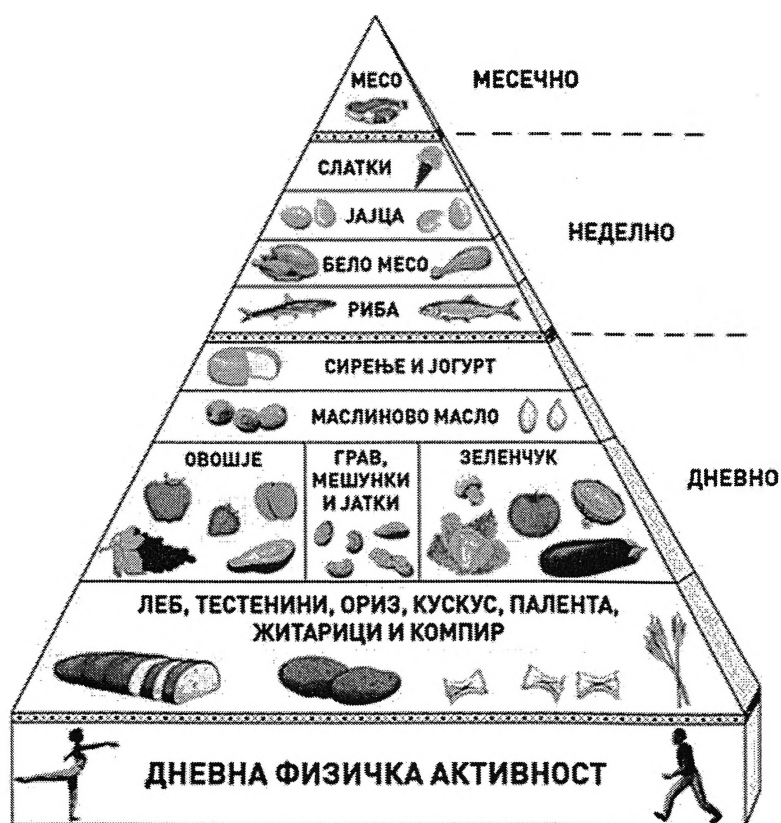 МЕСО
МЕСЕЧНО
СЛАТКИ
ЈАЈЦА
НЕДЕЛНО
БЕЛО МЕСО
РИБА
СИРЕЊЕ И ЈОГУРТ
МАСЛИНОВО МАСЛО
ОВОШЈЕ
ГРАВ,
МЕШУНКИ
И ЈАТКИ
ЗЕЛЕНЧУК
ДНЕВНО
ЛЕБ, ТЕСТЕНИНИ, ОРИЗ, КУСКУС, ПАЛЕНТА,
ЖИТАРИЦИ И КОМПИР
ДНЕВНА ФИЗИЧКА АКТИВНОСТ